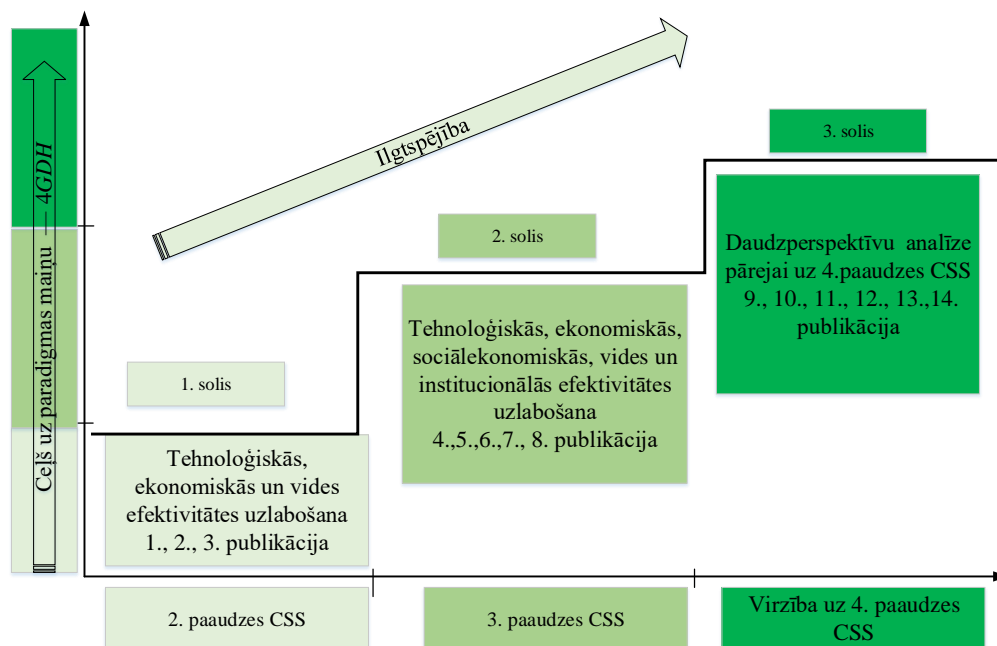 Ceļš uz paradigmas maiņu — 4GDH
Ilgtspējība
1. solis
Tehnoloģiskās,
ekonomiskās un vides
efektivitātes uzlabošana
1., 2., 3. publikācija
2. solis
Tehnoloģiskās, ekonomiskās,
sociālekonomiskās, vides un
institucionālās efektivitātes
uzlabošana
4.,5.,6.,7., 8. publikācija
3. solis
Daudzperspektīvu analīze
pārejai uz 4.paaudzes CSS
9., 10., 11., 12., 13.,14.
publikācija
2. paaudzes CSS
3. paaudzes CSS
Virzība uz 4. paaudzes
CSS